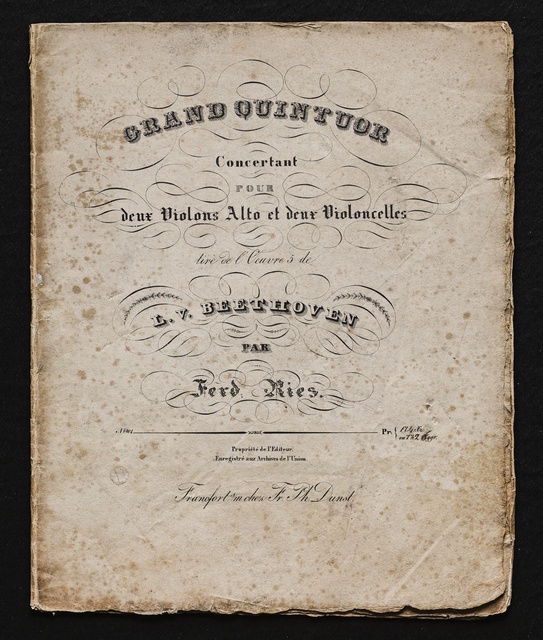 GRAND QUINTUOR
Concertant
POUR
deux Violons Alto et deux Violoncelles
tiré de l'Oeuvre 5 de
L. V. BEETHOVEN
PAR
Ferd. Ries.
Pr.
Propriété de l'Editeur.
Enregistré aux Archives de l'Union.
Francfort s/m chez Fr. Ph. Dunst.